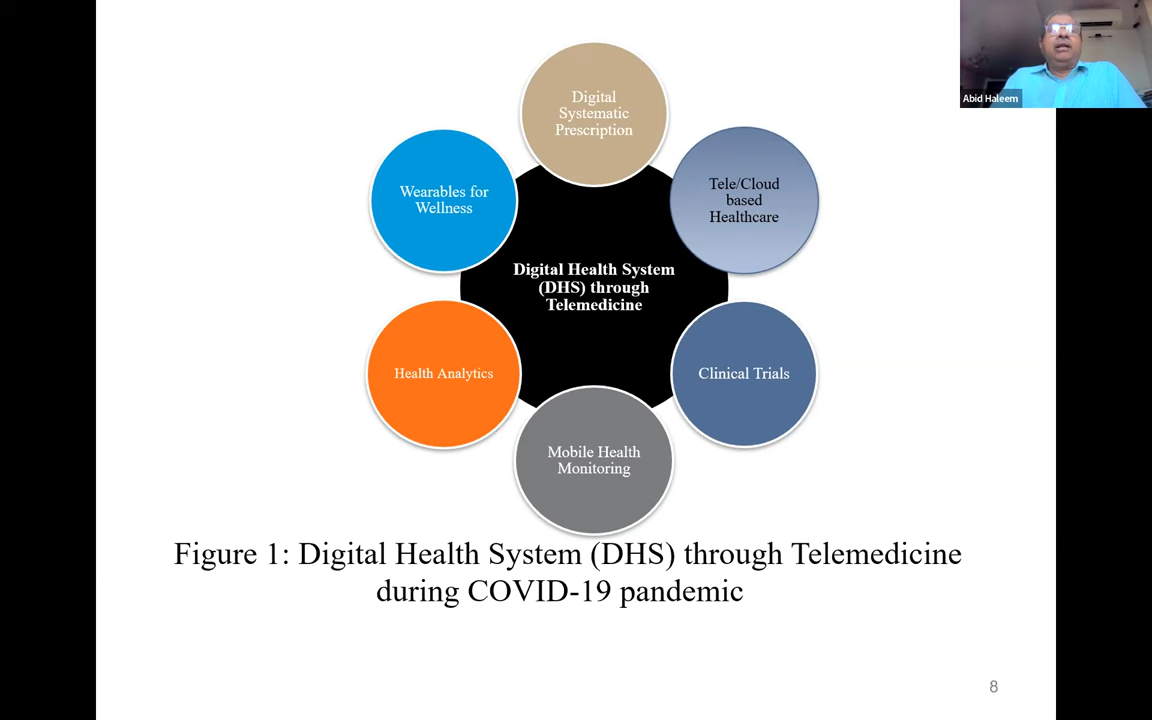 Abid Haleem
Digital
Systematic
Prescription
Wearables for
Wellness
Tele/Cloud
based
Healthcare
Digital Health System
(DHS) through
Telemedicine
Health Analytics
Clinical Trials
Mobile Health
Monitoring
Figure 1: Digital Health System (DHS) through Telemedicine
during COVID-19 pandemic
8